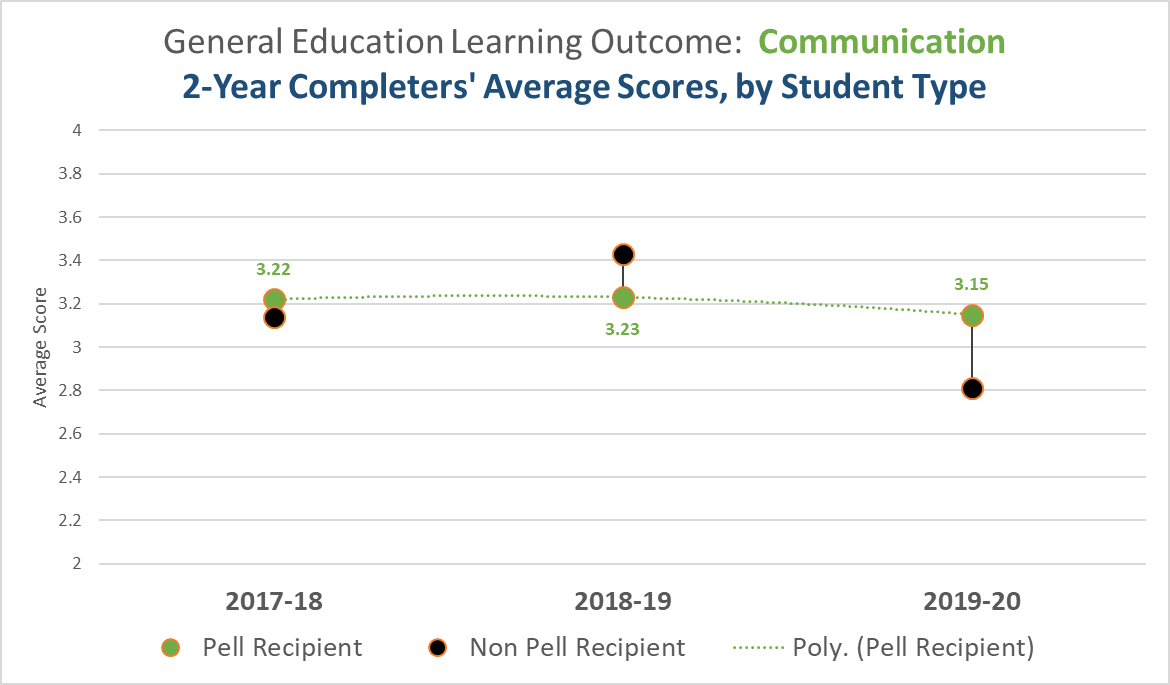 General Education Learning Outcome: Communication
2-Year Completers' Average Scores, by Student Type
4
3.8
3.6
3.4
3.2
3
2.8
2.6
2.4
2.2
2
Average Score
3.22
3.23
3.15
2017-18
2018-19
2019-20
Pell Recipient
Non Pell Recipient
Poly. (Pell Recipient)